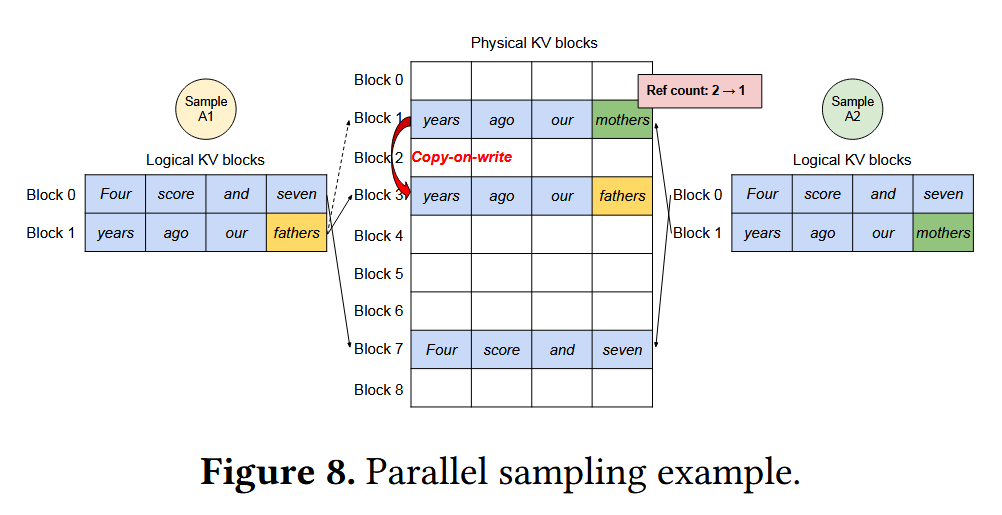 Physical KV blocks
Block 0
Ref count: 2 → 1
Sample
A1
Sample
A2
Block 1 years ago our mothers
Block 2 Copy-on-write
Logical KV blocks
Logical KV blocks
Block 0 Four score and seven
Block 3 years ago our fathers
Block 0 Four score and seven
Block 1 years ago our fathers
Block 4
Block 1 years ago our mothers
Block 5
Block 6
Block 7 Four score and seven
Block 8
Figure 8. Parallel sampling example.